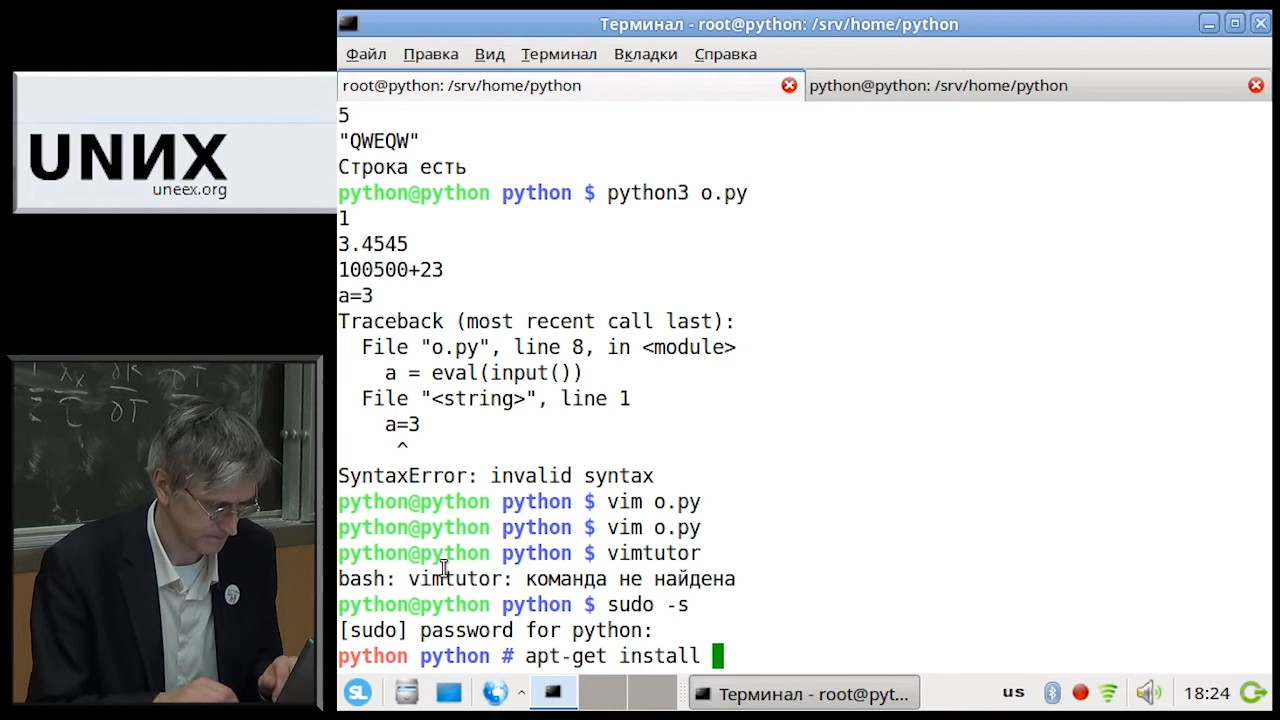 Терминал - root@python: /srv/home/python
Файл Правка Вид Терминал Вкладки Справка
root@python: /srv/home/python python@python: /srv/home/python
UNИX
uneex.org
5
"QWEQW"
Строка есть
python@python python $ python3 o.py
1
3.4545
100500+23
a=3
Traceback (most recent call last):
  File "o.py", line 8, in <module>
    a = eval(input())
  File "<string>", line 1
    a=3
     ^
SyntaxError: invalid syntax
python@python python $ vim o.py
python@python python $ vim o.py
python@python python $ vimtutor
bash: vimtutor: команда не найдена
python@python python $ sudo -s
[sudo] password for python:
python python # apt-get install
SL Терминал - root@pyt... us 18:24